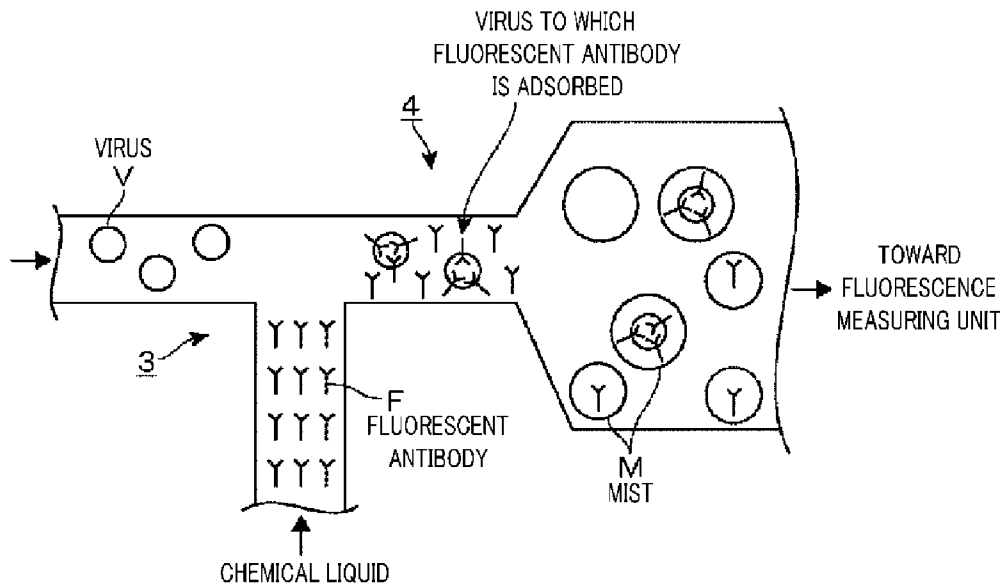 VIRUS TO WHICH
FLUORESCENT ANTIBODY
IS ADSORBED
4
VIRUS
V
TOWARD
FLUORESCENCE
MEASURING UNIT
3
F
FLUORESCENT
ANTIBODY
M
MIST
CHEMICAL LIQUID